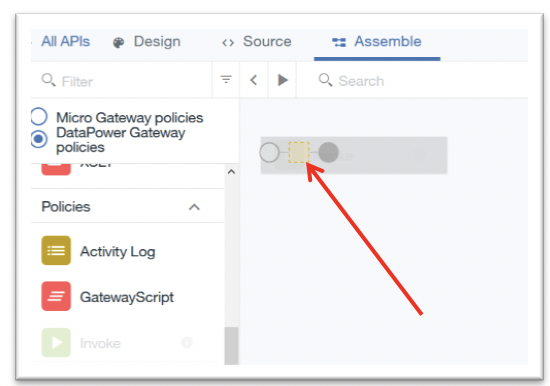 All APIs Design <> Source Assemble
Filter Search
Micro Gateway policies
DataPower Gateway
policies
XSLT
Policies
Activity Log
GatewayScript
Invoke